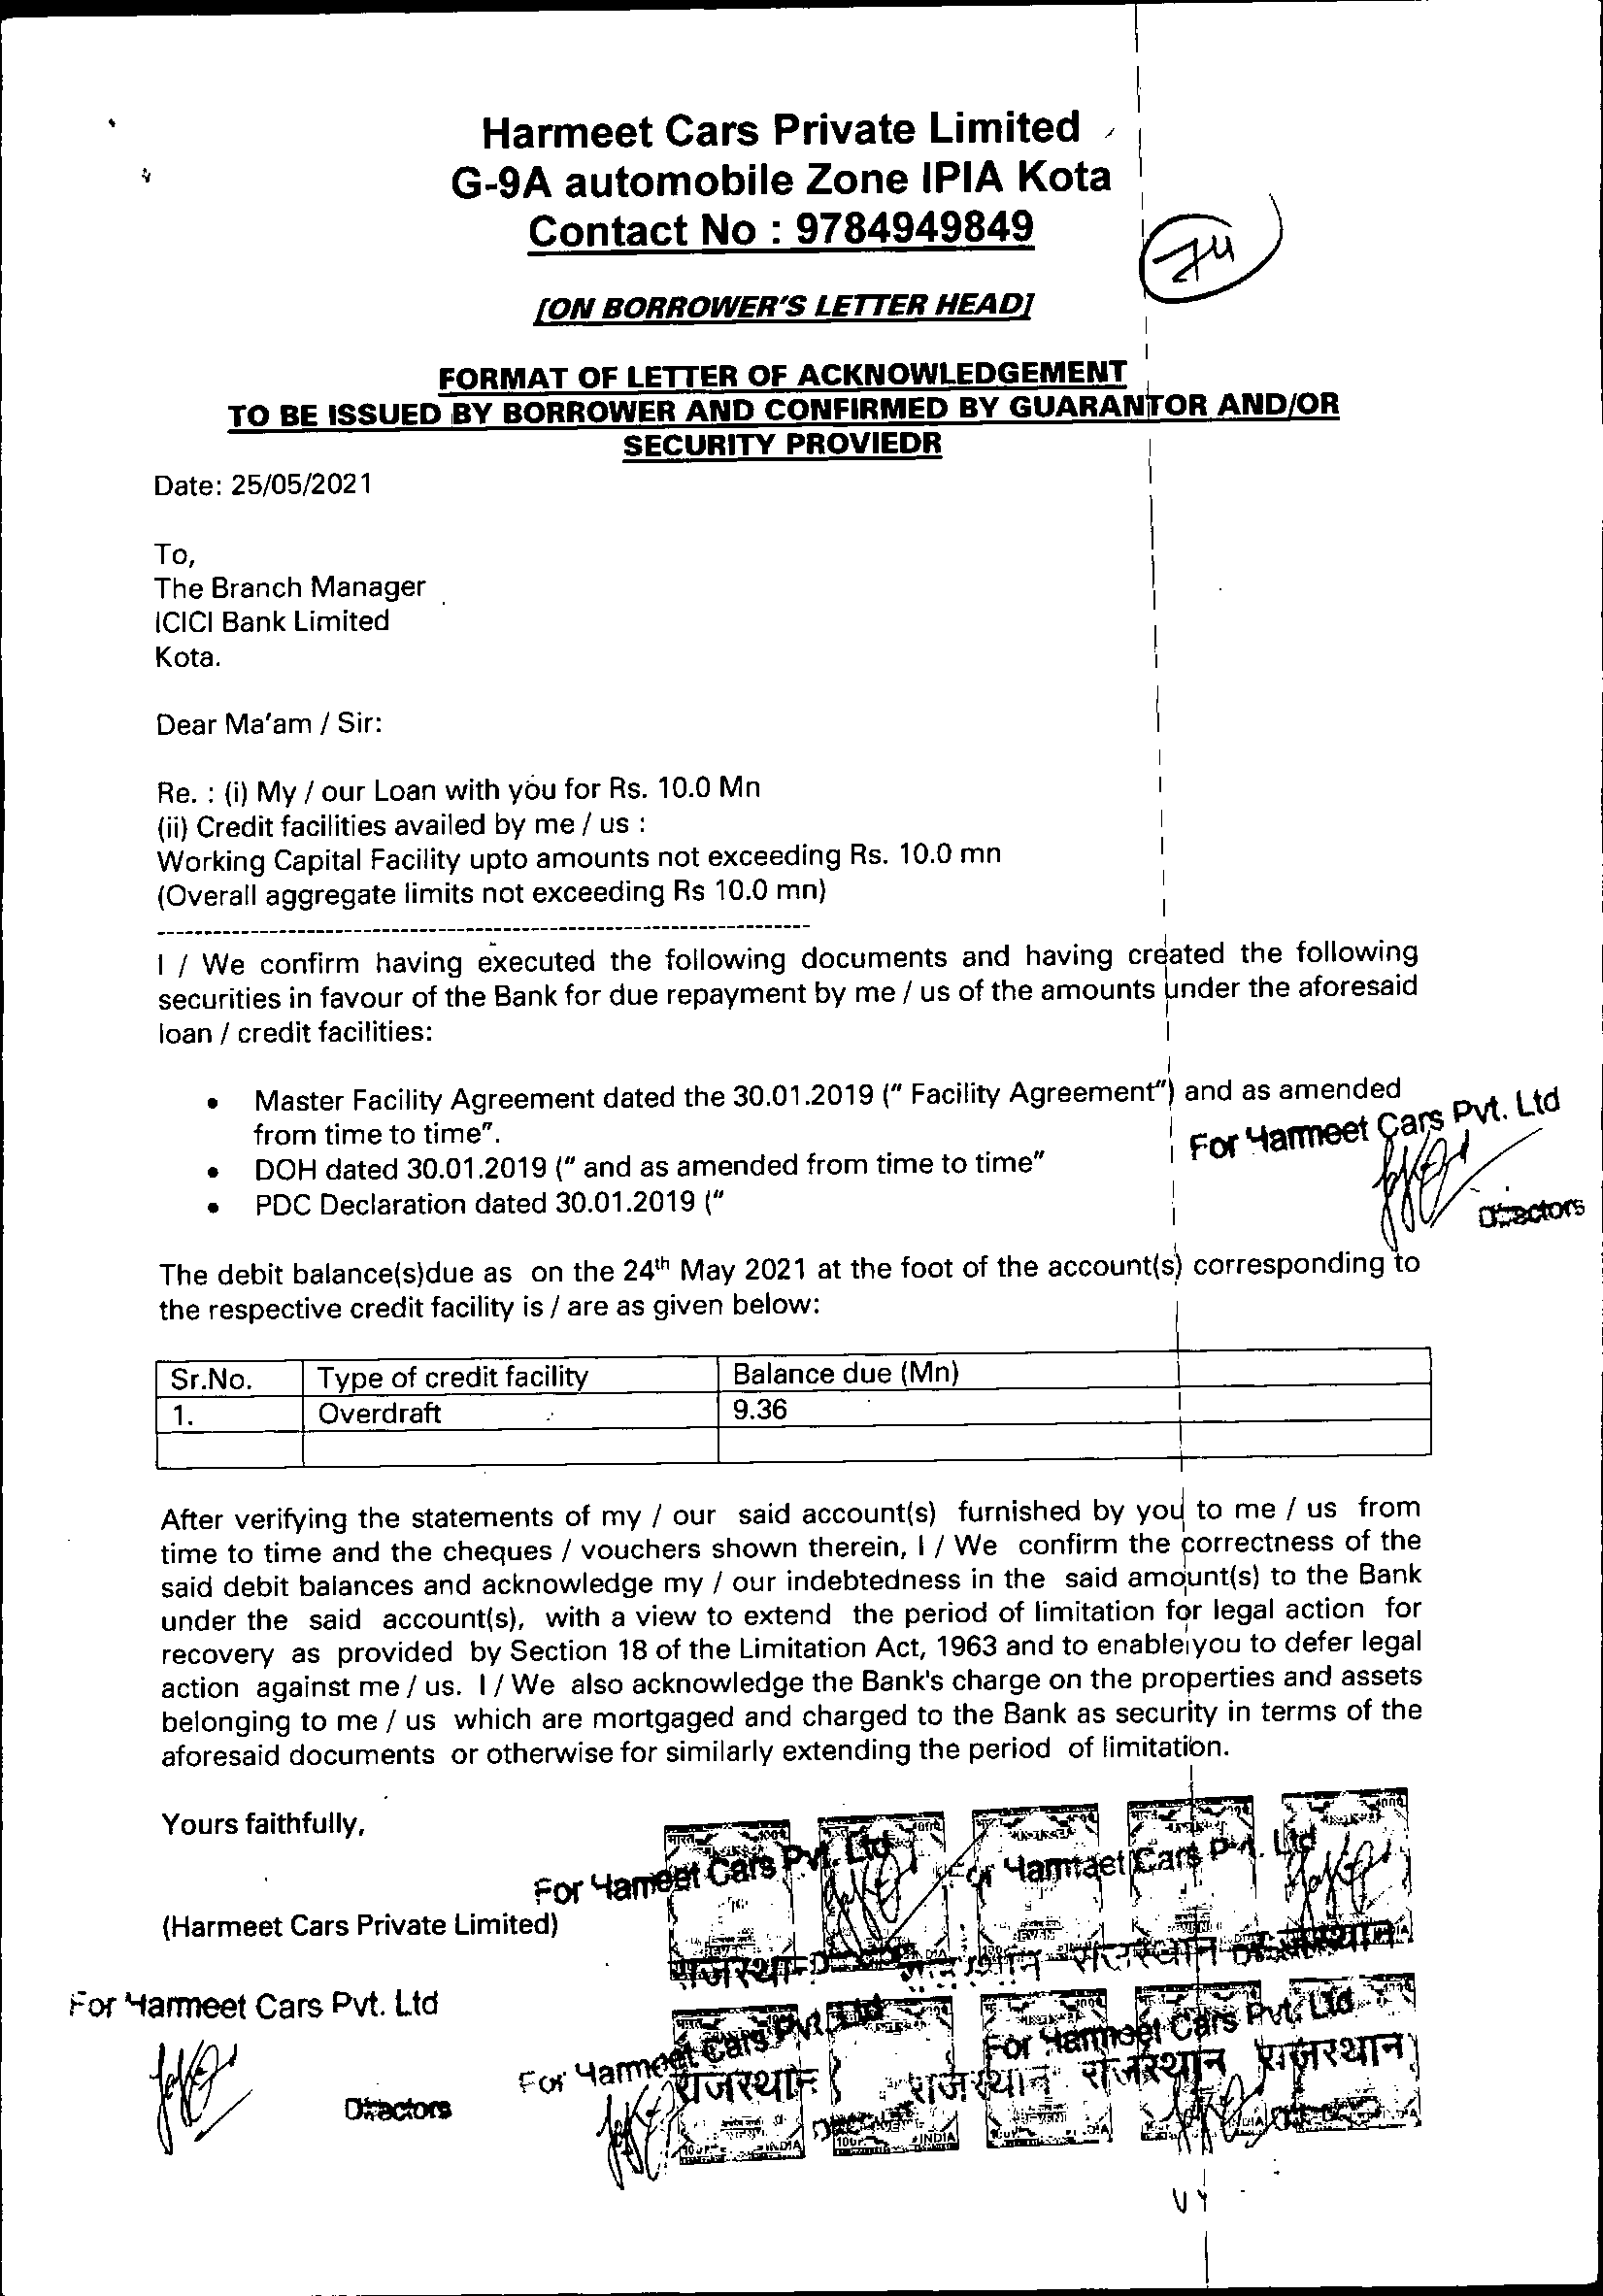 Harmeet Cars Private Limited
G-9A automobile Zone IPIA Kota
Contact No : 9784949849
74
[ON BORROWER'S LETTER HEAD]
FORMAT OF LETTER OF ACKNOWLEDGEMENT
TO BE ISSUED BY BORROWER AND CONFIRMED BY GUARANTOR AND/OR
SECURITY PROVIEDR
Date: 25/05/2021
To,
The Branch Manager
ICICI Bank Limited
Kota.
Dear Ma'am / Sir:
Re. : (i) My / our Loan with you for Rs. 10.0 Mn
(ii) Credit facilities availed by me / us :
Working Capital Facility upto amounts not exceeding Rs. 10.0 mn
(Overall aggregate limits not exceeding Rs 10.0 mn)
I / We confirm having executed the following documents and having created the following
securities in favour of the Bank for due repayment by me / us of the amounts under the aforesaid
loan / credit facilities:
• Master Facility Agreement dated the 30.01.2019 (" Facility Agreement") and as amended
from time to time".
• DOH dated 30.01.2019 (" and as amended from time to time"
• PDC Declaration dated 30.01.2019 ("
For Harmeet Cars Pvt. Ltd
Directors
The debit balance(s)due as on the 24th May 2021 at the foot of the account(s) corresponding to
the respective credit facility is / are as given below:
Sr.No. Type of credit facility Balance due (Mn)
1. Overdraft 9.36
After verifying the statements of my / our said account(s) furnished by you to me / us from
time to time and the cheques / vouchers shown therein, I / We confirm the correctness of the
said debit balances and acknowledge my / our indebtedness in the said amount(s) to the Bank
under the said account(s), with a view to extend the period of limitation for legal action for
recovery as provided by Section 18 of the Limitation Act, 1963 and to enable you to defer legal
action against me / us. I / We also acknowledge the Bank's charge on the properties and assets
belonging to me / us which are mortgaged and charged to the Bank as security in terms of the
aforesaid documents or otherwise for similarly extending the period of limitation.
Yours faithfully,
For Harmeet Cars Pvt. Ltd
For Harmeet Cars Pvt. Ltd
(Harmeet Cars Private Limited)
राजस्थान राजस्थान राजस्थान राजस्थान
For Harmeet Cars Pvt. Ltd
Directors
For Harmeet Cars Pvt. Ltd
For Harmeet Cars Pvt. Ltd
राजस्थान राजस्थान राजस्थान राजस्थान
INDIA INDIA